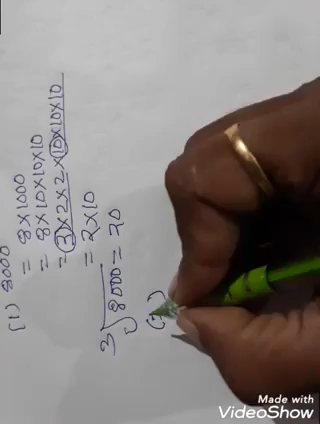 (1) 8000
= 8×1000
= 8×10×10×10
= 2×2×2×10×10×10
= 2×10
∛8000 = 20
Made with
VideoShow